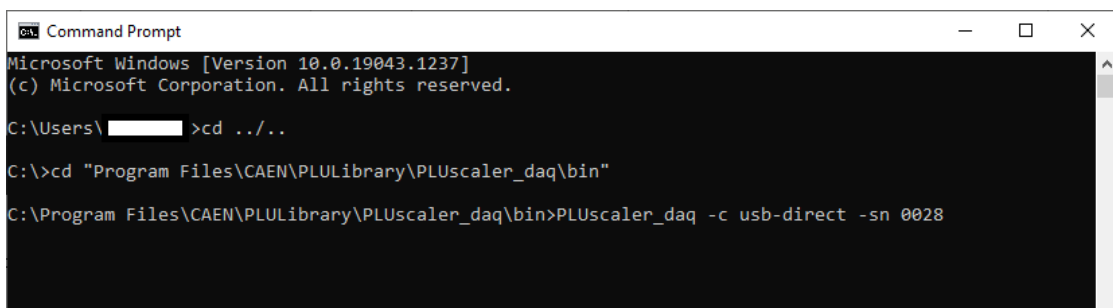 Command Prompt
Microsoft Windows [Version 10.0.19043.1237]
(c) Microsoft Corporation. All rights reserved.
C:\Users\ >cd ../..
C:\>cd "Program Files\CAEN\PLULibrary\PLUscaler_daq\bin"
C:\Program Files\CAEN\PLULibrary\PLUscaler_daq\bin>PLUscaler_daq -c usb-direct -sn 0028